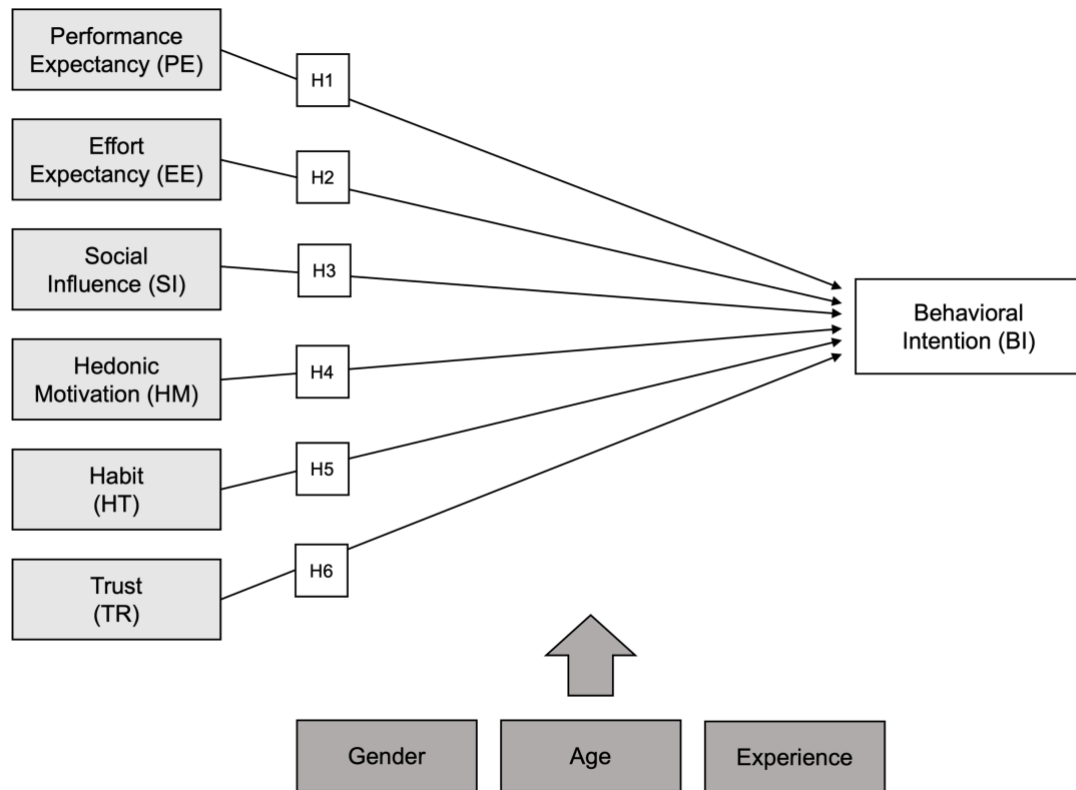 Performance
Expectancy (PE)
H1
Effort
Expectancy (EE)
H2
Social
Influence (SI)
H3
Hedonic
Motivation (HM)
H4
Habit
(HT)
H5
Trust
(TR)
H6
Behavioral
Intention (BI)
Gender
Age
Experience